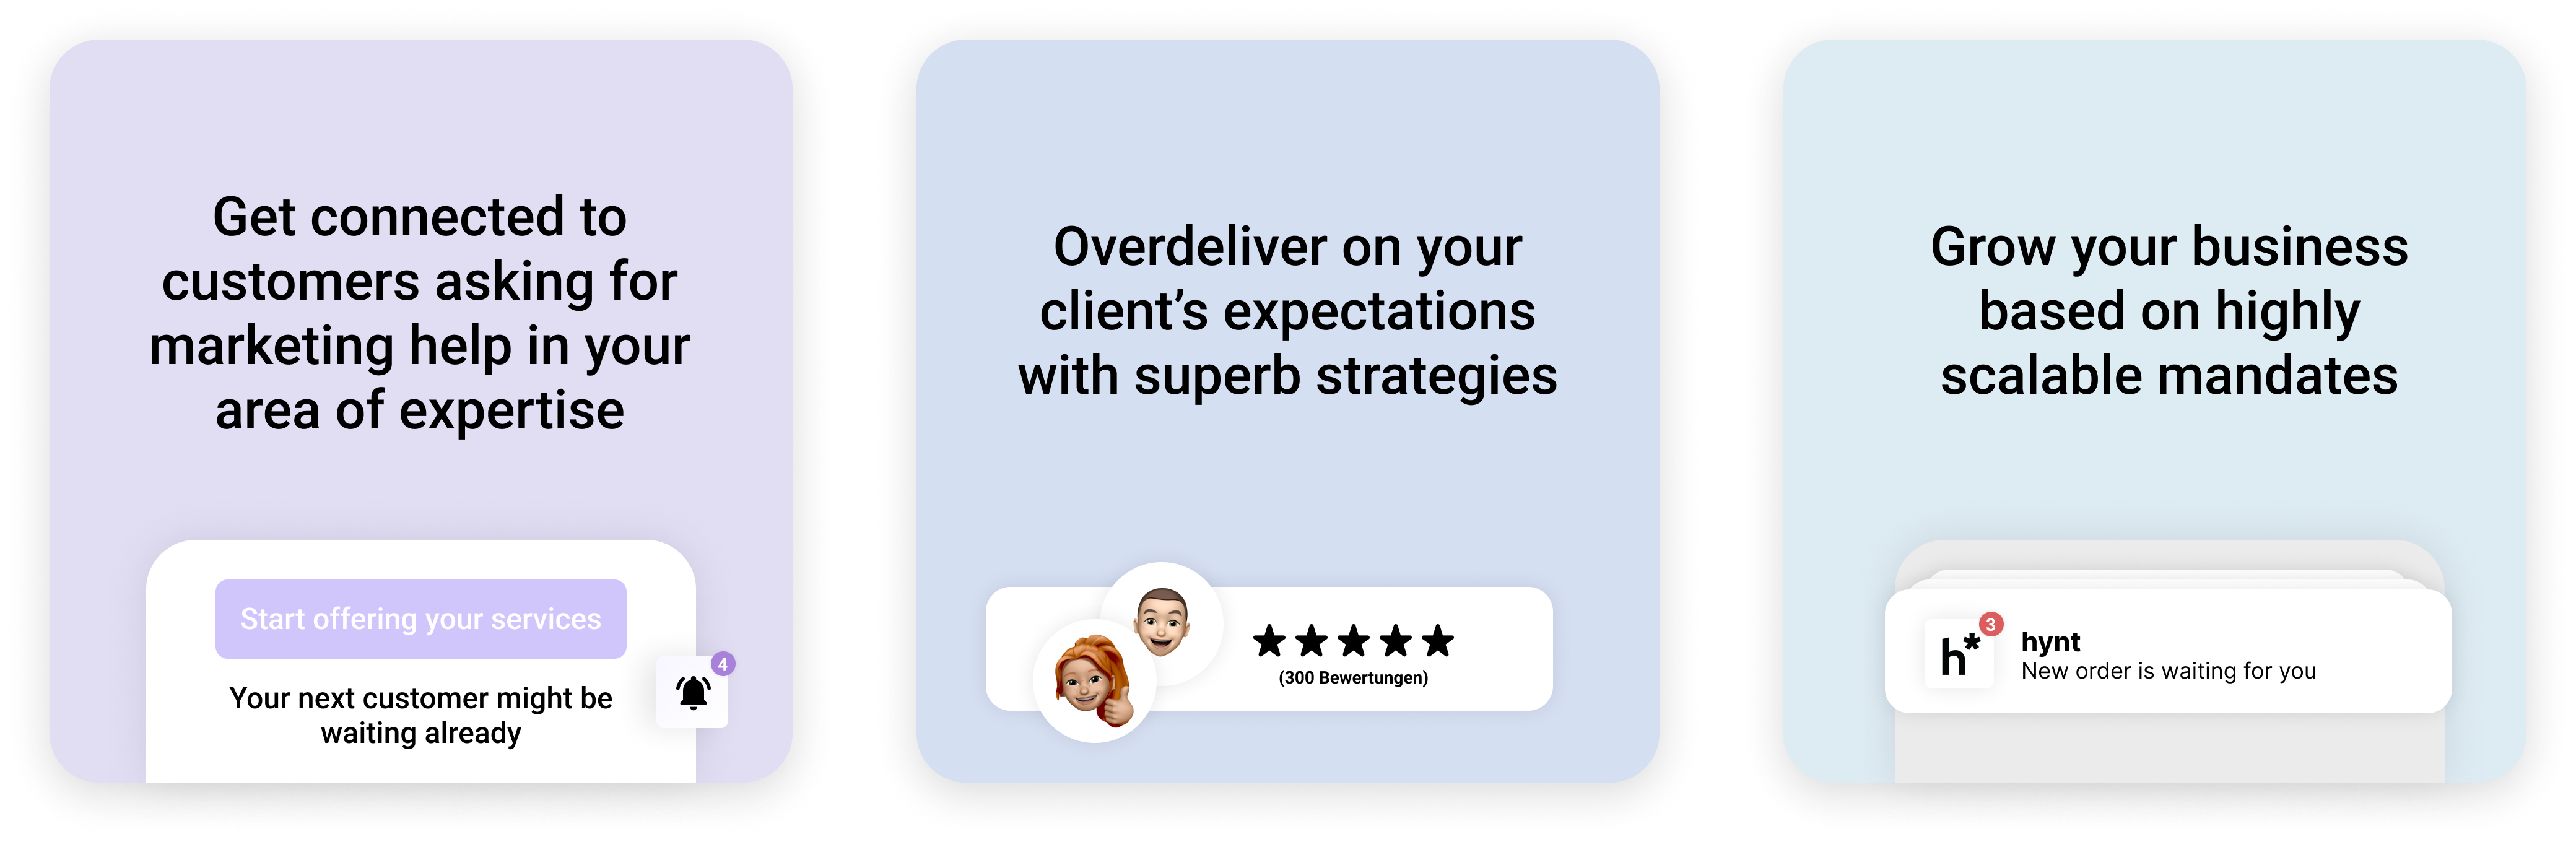 Get connected to
customers asking for
marketing help in your
area of expertise
Start offering your services
4
Your next customer might be
waiting already
Overdeliver on your
client’s expectations
with superb strategies
(300 Bewertungen)
Grow your business
based on highly
scalable mandates
h*
3
hynt
New order is waiting for you